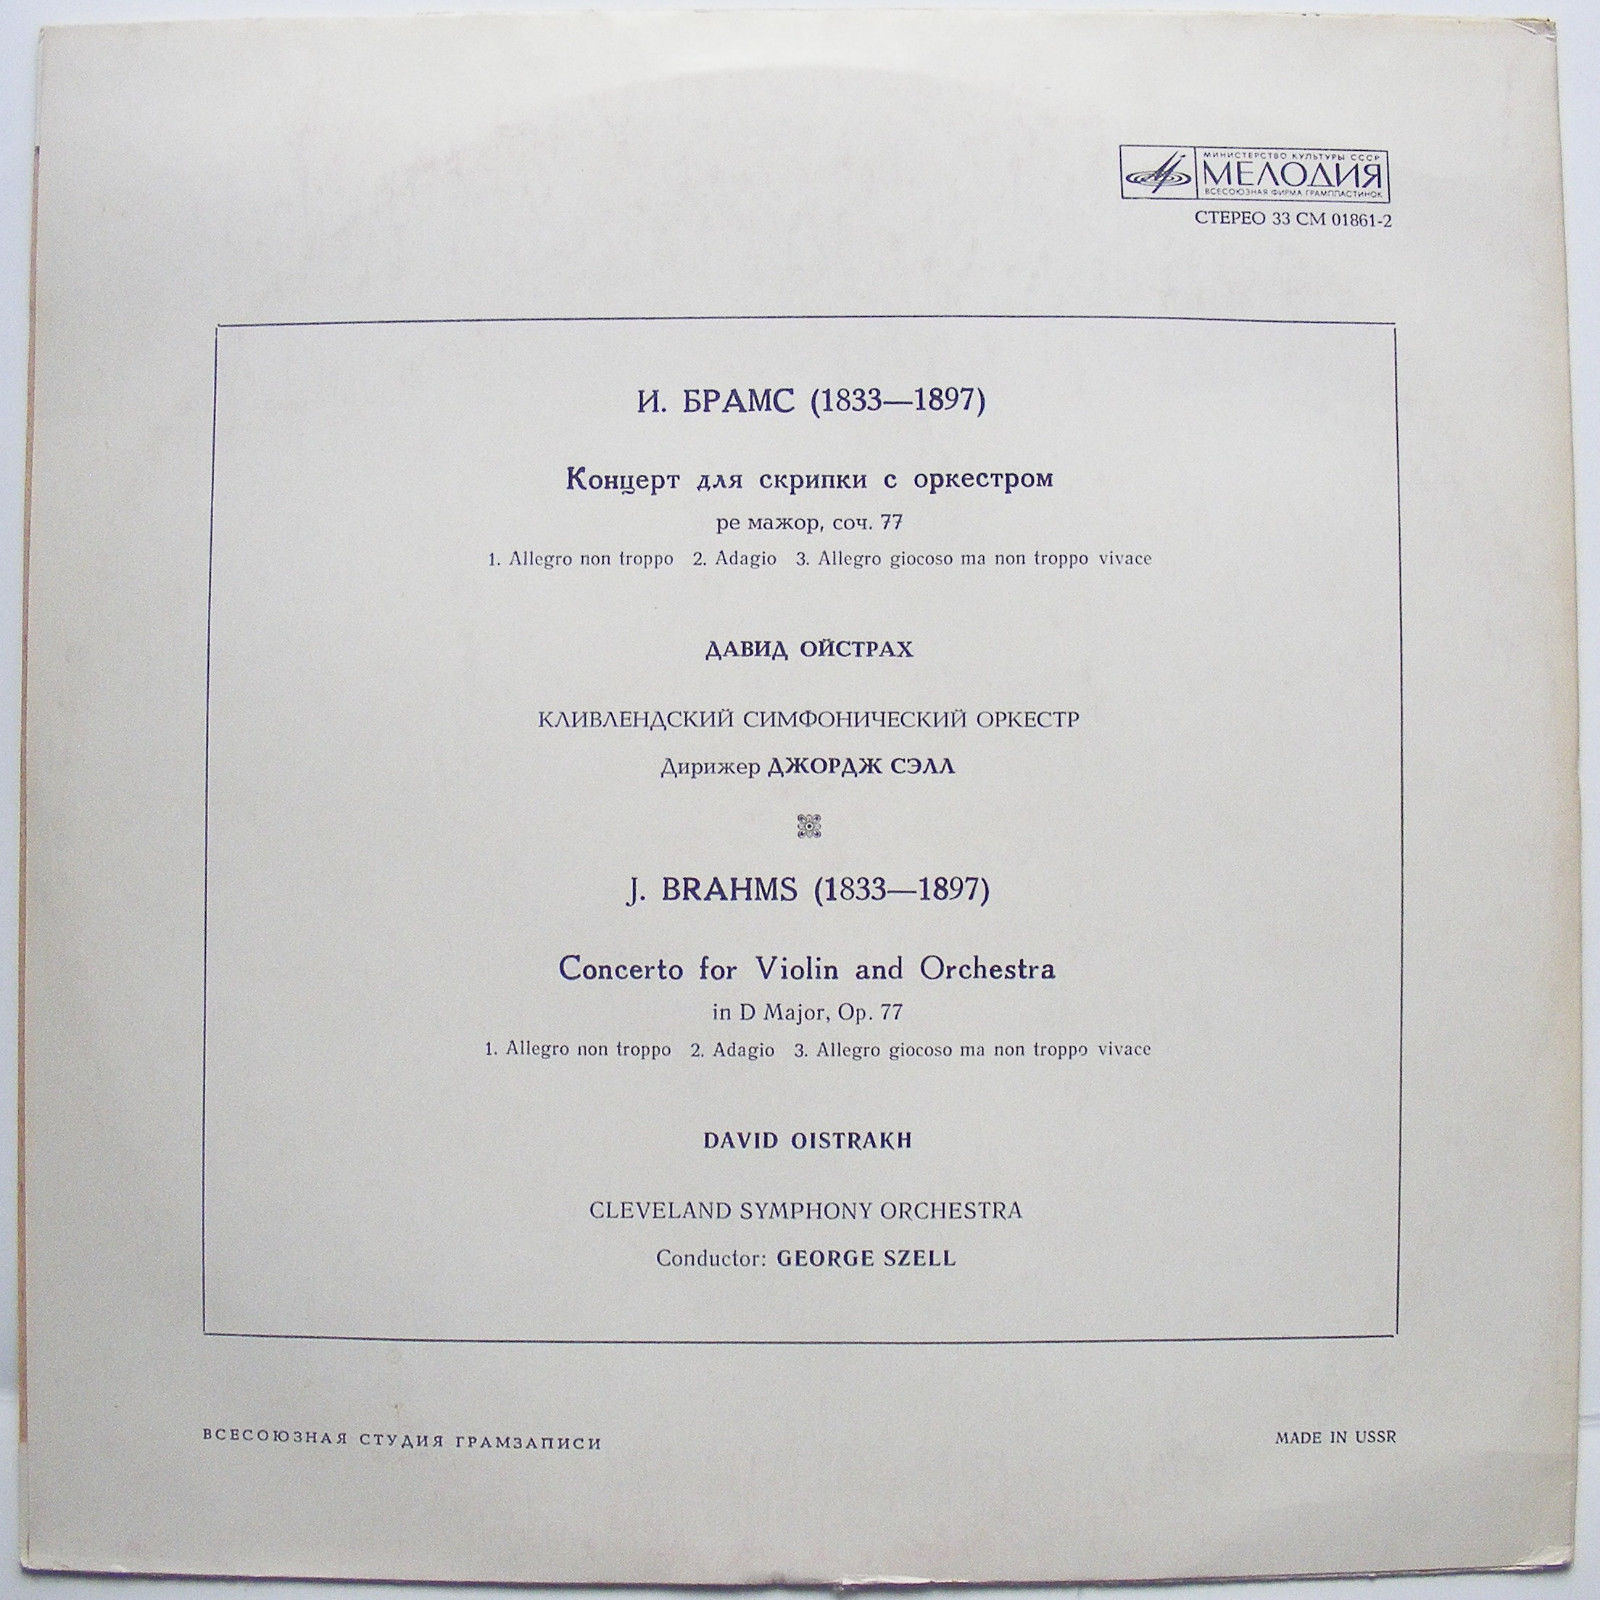 МИНИСТЕРСТВО КУЛЬТУРЫ СССР
МЕЛОДИЯ
ВСЕСОЮЗНАЯ ФИРМА ГРАМПЛАСТИНОК
СТЕРЕО 33 СМ 01861-2
И. БРАМС (1833—1897)
Концерт для скрипки с оркестром
ре мажор, соч. 77
1. Allegro non troppo 2. Adagio 3. Allegro giocoso ma non troppo vivace
ДАВИД ОЙСТРАХ
КЛИВЛЕНДСКИЙ СИМФОНИЧЕСКИЙ ОРКЕСТР
Дирижер ДЖОРДЖ СЭЛЛ
J. BRAHMS (1833—1897)
Concerto for Violin and Orchestra
in D Major, Op. 77
1. Allegro non troppo 2. Adagio 3. Allegro giocoso ma non troppo vivace
DAVID OISTRAKH
CLEVELAND SYMPHONY ORCHESTRA
Conductor: GEORGE SZELL
ВСЕСОЮЗНАЯ СТУДИЯ ГРАМЗАПИСИ
MADE IN USSR